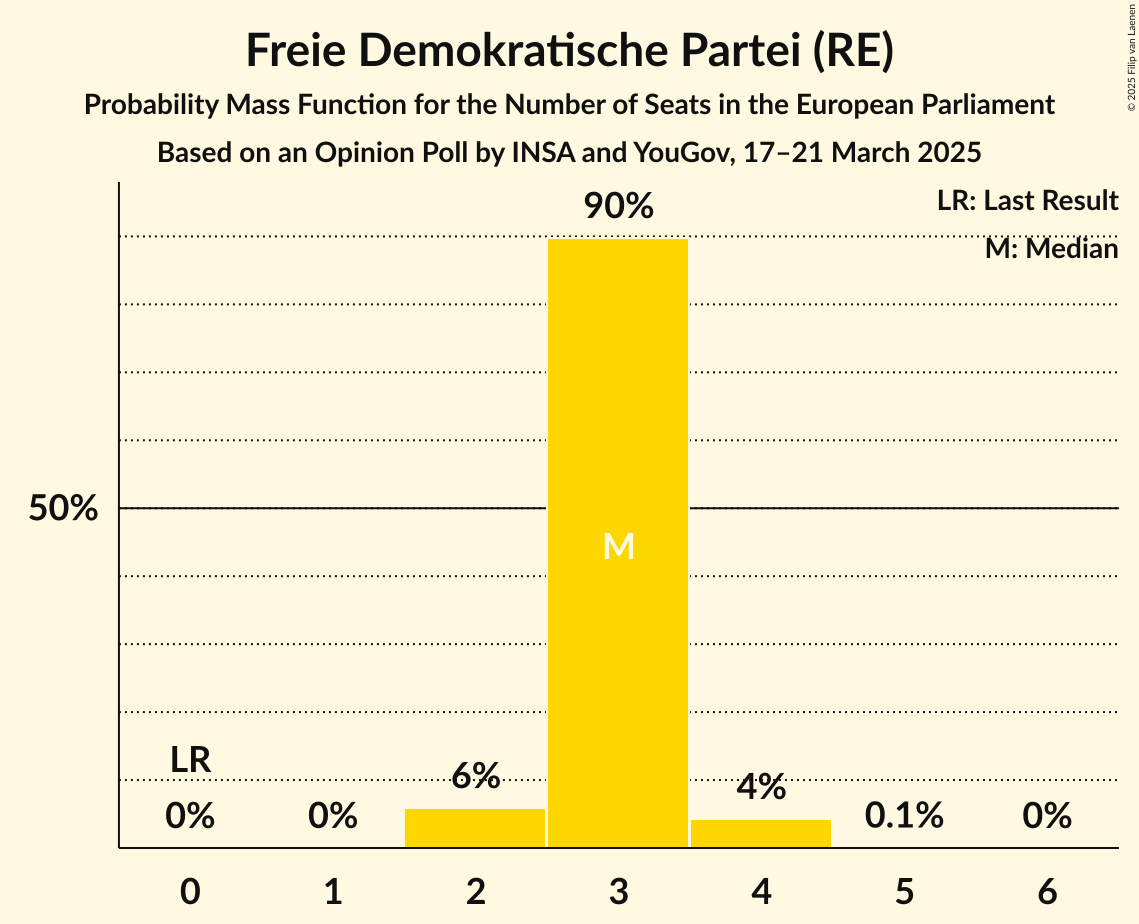 Freie Demokratische Partei (RE)
Probability Mass Function for the Number of Seats in the European Parliament
Based on an Opinion Poll by INSA and YouGov, 17–21 March 2025
© 2025 Filip van Laenen
LR: Last Result
M: Median
90%
50%
M
LR
0%
0%
6%
4%
0.1%
0%
0
1
2
3
4
5
6